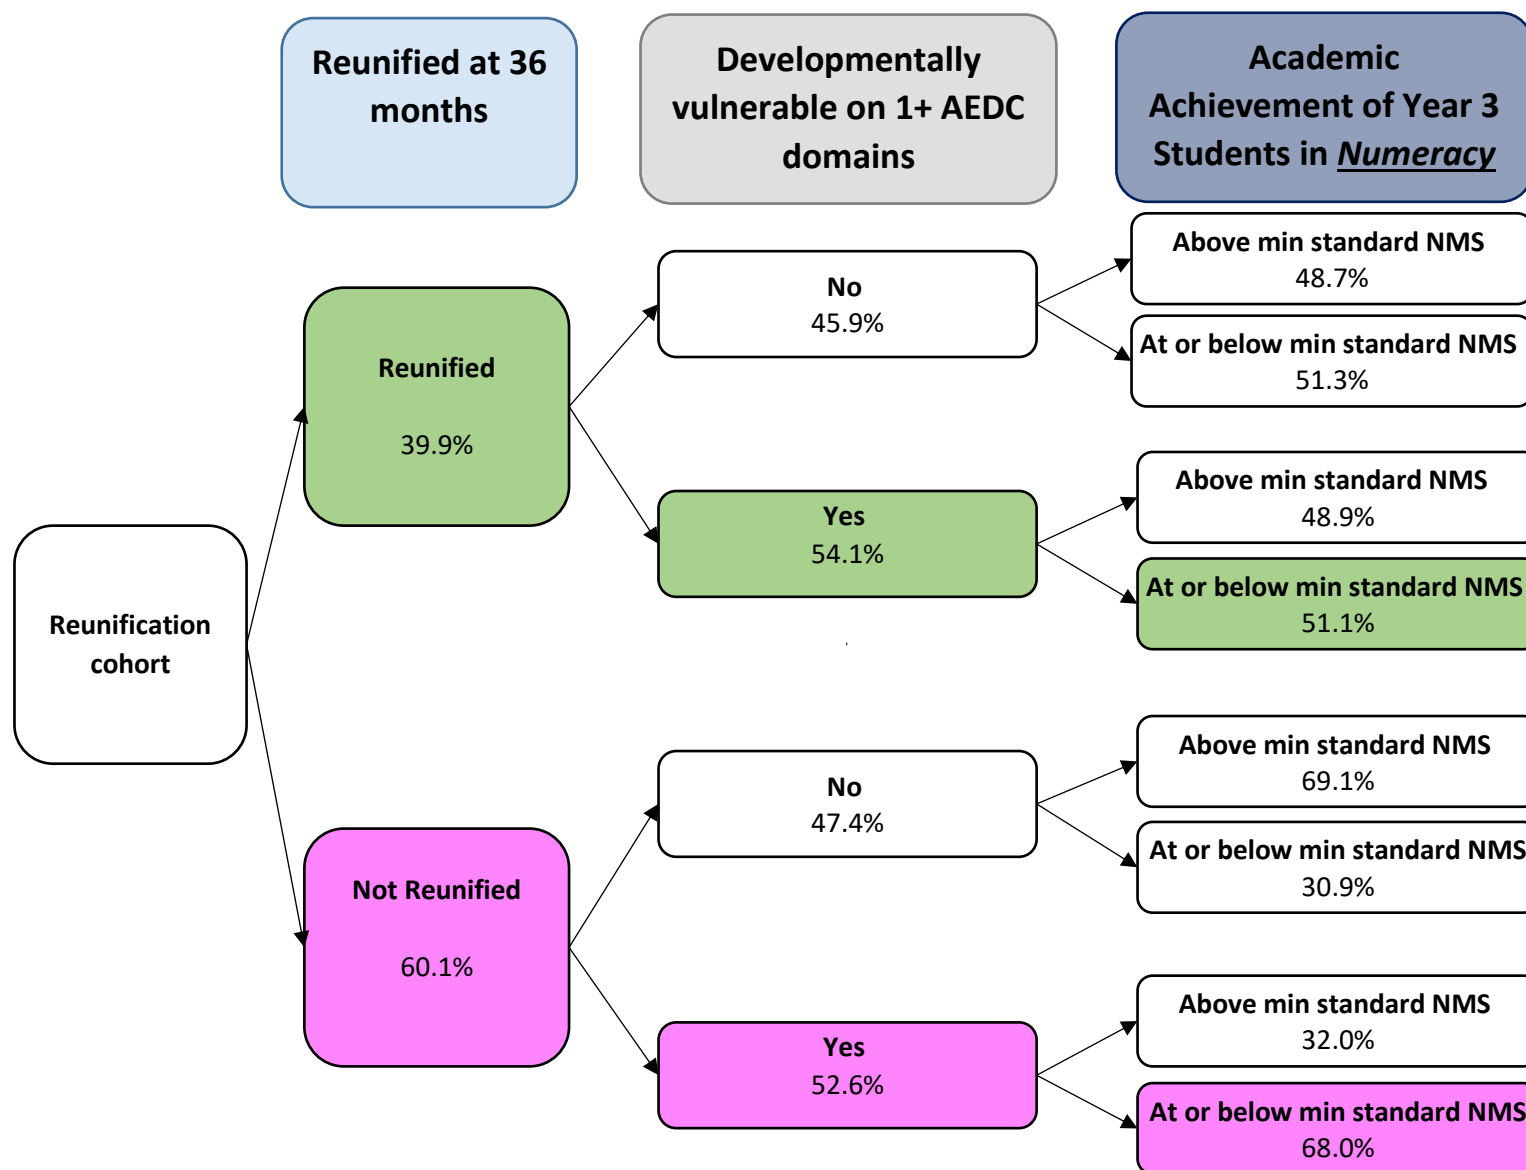 Reunified at 36
months
Developmentally
vulnerable on 1+ AEDC
domains
Academic
Achievement of Year 3
Students in Numeracy
Reunification
cohort
Reunified
39.9%
No
45.9%
Above min standard NMS
48.7%
At or below min standard NMS
51.3%
Yes
54.1%
Above min standard NMS
48.9%
At or below min standard NMS
51.1%
Not Reunified
60.1%
No
47.4%
Above min standard NMS
69.1%
At or below min standard NMS
30.9%
Yes
52.6%
Above min standard NMS
32.0%
At or below min standard NMS
68.0%